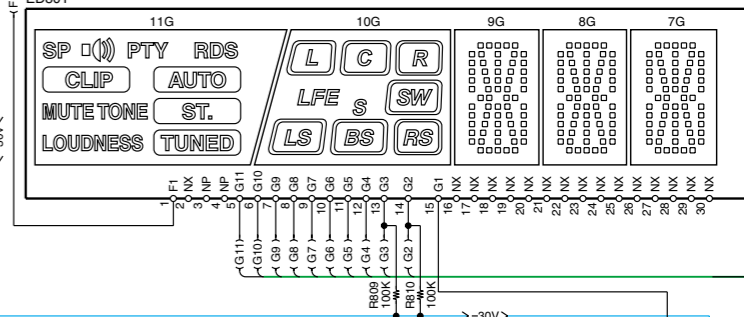 11G 10G 9G 8G 7G
SP PTY RDS
CLIP AUTO
MUTE TONE ST.
LOUDNESS TUNED
L C R
LFE S SW
LS BS RS
F1 NX NP NP G11 G10 G9 G8 G7 G6 G5 G4 G3 G2 G1 NX NX NX NX NX NX NX NX NX NX NX NX NX NX NX
1 2 3 4 5 6 7 8 9 10 11 12 13 14 15 16 17 18 19 20 21 22 23 24 25 26 27 28 29 30
G11 G10 G9 G8 G7 G6 G5 G4 G3 G2
R809 100K R810 100K
−30V